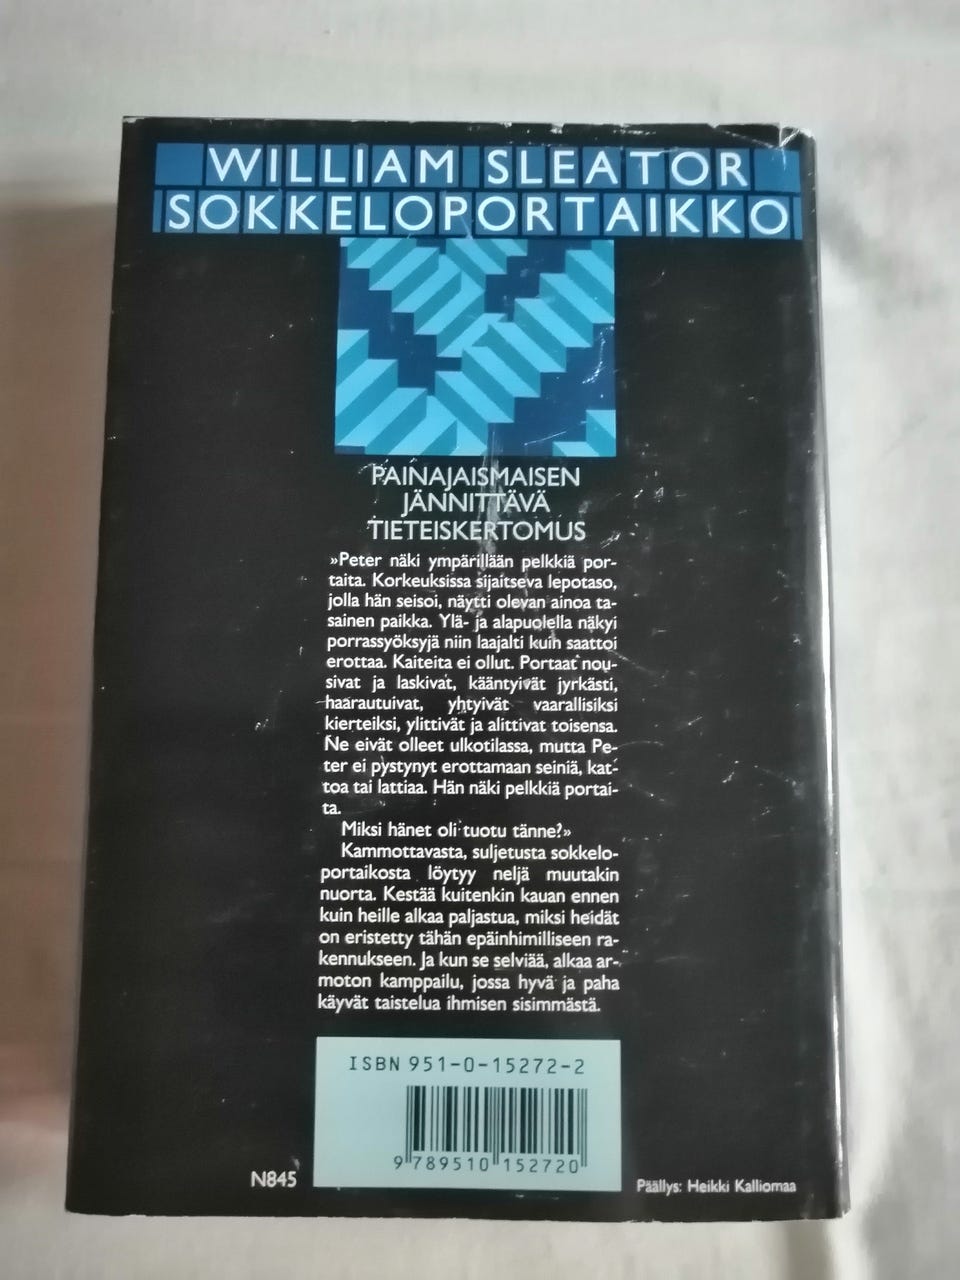 WILLIAM SLEATOR
SOKKELOPORTAIKKO
PAINAJAISMAISEN
JÄNNITTÄVÄ
TIETEISKERTOMUS
»Peter näki ympärillään pelkkiä por-
taita. Korkeuksissa sijaitseva lepotaso,
jolla hän seisoi, näytti olevan ainoa ta-
sainen paikka. Ylä- ja alapuolella näkyi
porrassyöksyjä niin laajalti kuin saattoi
erottaa. Kaiteita ei ollut. Portaat nou-
sivat ja laskivat, kääntyivät jyrkästi,
haarautuivat, yhtyivät vaarallisiksi
kierteiksi, ylittivät ja alittivat toisensa.
Ne eivät olleet ulkotilassa, mutta Pe-
ter ei pystynyt erottamaan seiniä, kat-
toa tai lattiaa. Hän näki pelkkiä portai-
ta.
Miksi hänet oli tuotu tänne?»
Kammottavasta, suljetusta sokkelo-
portaikosta löytyy neljä muutakin
nuorta. Kestää kuitenkin kauan ennen
kuin heille alkaa paljastua, miksi heidät
on eristetty tähän epäinhimilliseen ra-
kennukseen. Ja kun se selviää, alkaa ar-
moton kamppailu, jossa hyvä ja paha
käyvät taistelua ihmisen sisimmästä.
ISBN 951-0-15272-2
9 789510 152720
N845
Päällys: Heikki Kalliomaa